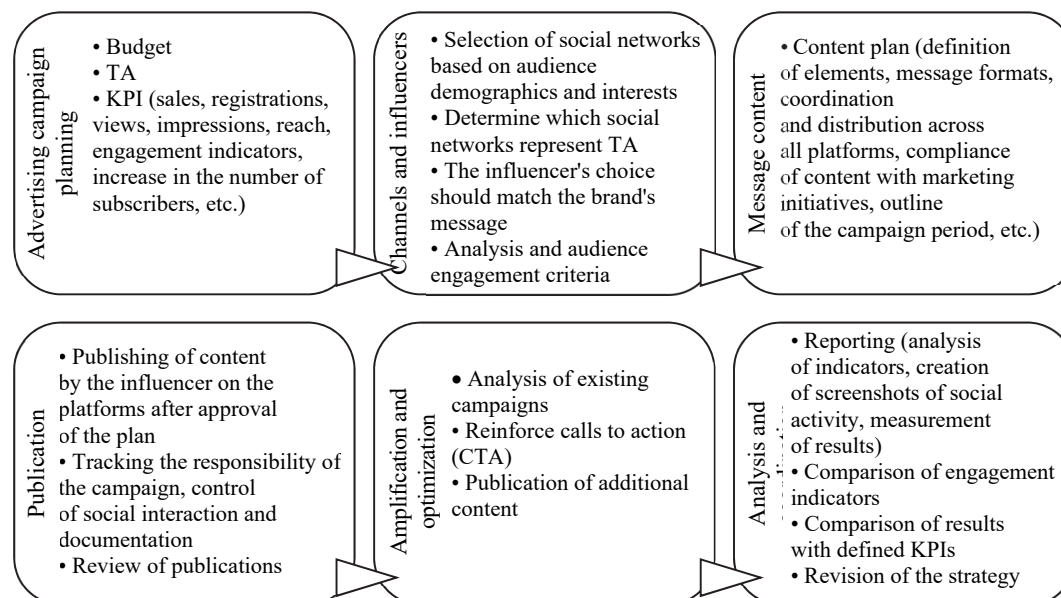 Advertising campaign
planning
• Budget
• TA
• KPI (sales, registrations,
views, impressions, reach,
engagement indicators,
increase in the number of
subscribers, etc.)
Channels and influencers
• Selection of social networks
based on audience
demographics and interests
• Determine which social
networks represent TA
• The influencer's choice
should match the brand's
message
• Analysis and audience
engagement criteria
Message content
• Content plan (definition
of elements, message formats,
coordination
and distribution across
all platforms, compliance
of content with marketing
initiatives, outline
of the campaign period, etc.)
Publication
• Publishing of content
by the influencer on the
platforms after approval
of the plan
• Tracking the responsibility of
the campaign, control
of social interaction and
documentation
• Review of publications
Amplification and
optimization
• Analysis of existing
campaigns
• Reinforce calls to action
(CTA)
• Publication of additional
content
Analysis and
• Reporting (analysis
of indicators, creation
of screenshots of social
activity, measurement
of results)
• Comparison of engagement
indicators
• Comparison of results
with defined KPIs
• Revision of the strategy